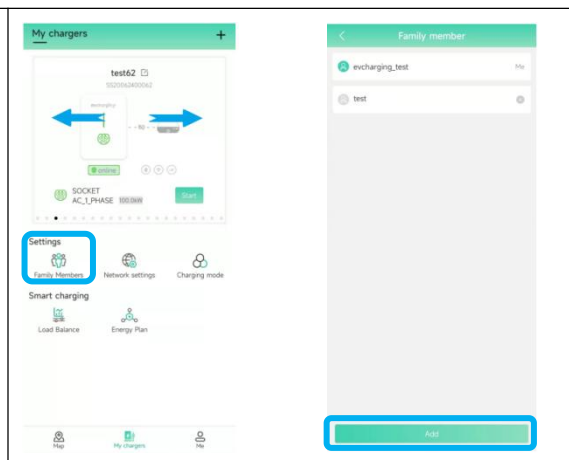 My chargers
+
test62
online
SOCKET
AC_1_PHASE
Start
Settings
Family Members
Network settings
Charging mode
Smart charging
Load Balance
Energy Plan
Map
My chargers
Me
Family member
evcharging_test
Me
test
Add